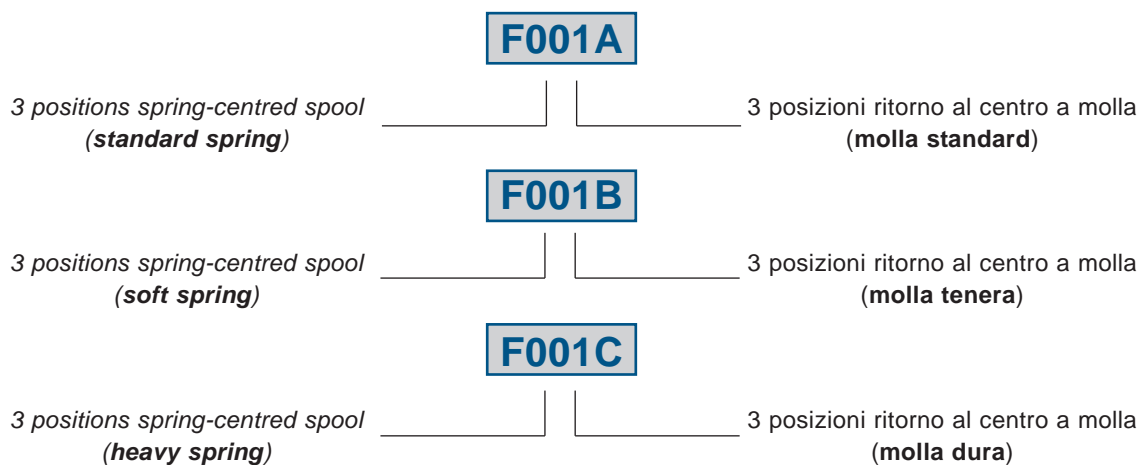 F001A
3 positions spring-centred spool
(standard spring)
3 posizioni ritorno al centro a molla
(molla standard)
F001B
3 positions spring-centred spool
(soft spring)
3 posizioni ritorno al centro a molla
(molla tenera)
F001C
3 positions spring-centred spool
(heavy spring)
3 posizioni ritorno al centro a molla
(molla dura)